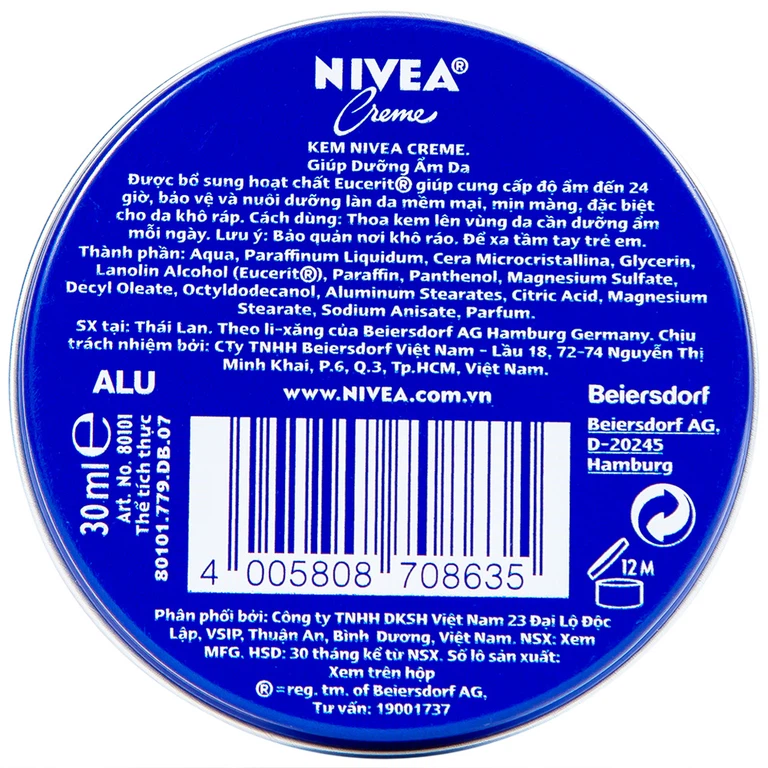 NIVEA®
Creme
KEM NIVEA CREME.
Giúp Dưỡng Ẩm Da
Được bổ sung hoạt chất Eucerit® giúp cung cấp độ ẩm đến 24
giờ, bảo vệ và nuôi dưỡng làn da mềm mại, mịn màng, đặc biệt
cho da khô ráp. Cách dùng: Thoa kem lên vùng da cần dưỡng ẩm
mỗi ngày. Lưu ý: Bảo quản nơi khô ráo. Để xa tầm tay trẻ em.
Thành phần: Aqua, Paraffinum Liquidum, Cera Microcristallina, Glycerin,
Lanolin Alcohol (Eucerit®), Paraffin, Panthenol, Magnesium Sulfate,
Decyl Oleate, Octyldodecanol, Aluminum Stearates, Citric Acid, Magnesium
Stearate, Sodium Anisate, Parfum.
SX tại: Thái Lan. Theo li-xăng của Beiersdorf AG Hamburg Germany. Chịu
trách nhiệm bởi: CTy TNHH Beiersdorf Việt Nam - Lầu 18, 72-74 Nguyễn Thị
Minh Khai, P.6, Q.3, Tp.HCM, Việt Nam.
ALU
www.NIVEA.com.vn
Beiersdorf
Beiersdorf AG,
D-20245
Hamburg
30 ml e
Art. No. 80101
Thể tích thực
80101.779.DB.07
4 005808 708635
12 M
Phân phối bởi: Công ty TNHH DKSH Việt Nam 23 Đại Lộ Độc
Lập, VSIP, Thuận An, Bình Dương, Việt Nam. NSX: Xem
MFG. HSD: 30 tháng kể từ NSX. Số lô sản xuất:
Xem trên hộp
®=reg. tm. of Beiersdorf AG,
Tư vấn: 19001737